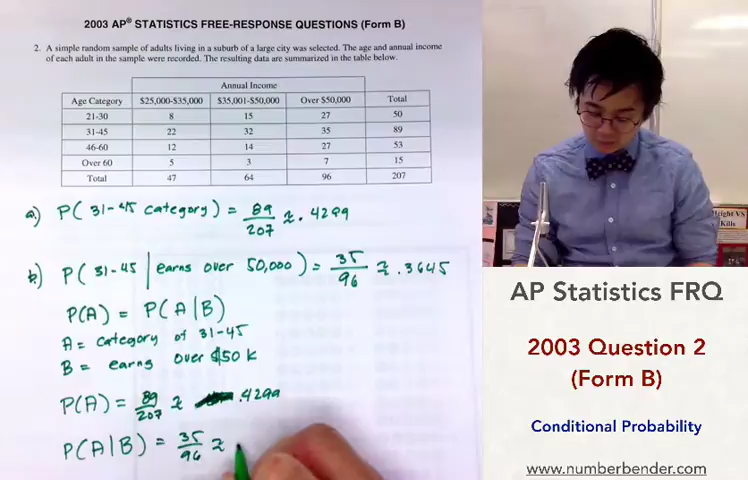 2003 AP® STATISTICS FREE-RESPONSE QUESTIONS (Form B)
2. A simple random sample of adults living in a suburb of a large city was selected. The age and annual income
of each adult in the sample were recorded. The resulting data are summarized in the table below.
Annual Income
Age Category $25,000-$35,000 $35,001-$50,000 Over $50,000 Total
21-30 8 15 27 50
31-45 22 32 35 89
46-60 12 14 27 53
Over 60 5 3 7 15
Total 47 64 96 207
a) P( 31-45 category ) = 89/207 ≈ .4299
b) P( 31-45 | earns over 50,000 ) = 35/96 ≈ .3645
P(A) = P(A|B)
A = category of 31-45
B = earns over $50 k
P(A) = 89/207 ≈ .4299
P(A|B) = 35/96 ≈
Height VS
Kills
AP Statistics FRQ
2003 Question 2
(Form B)
Conditional Probability
www.numberbender.com